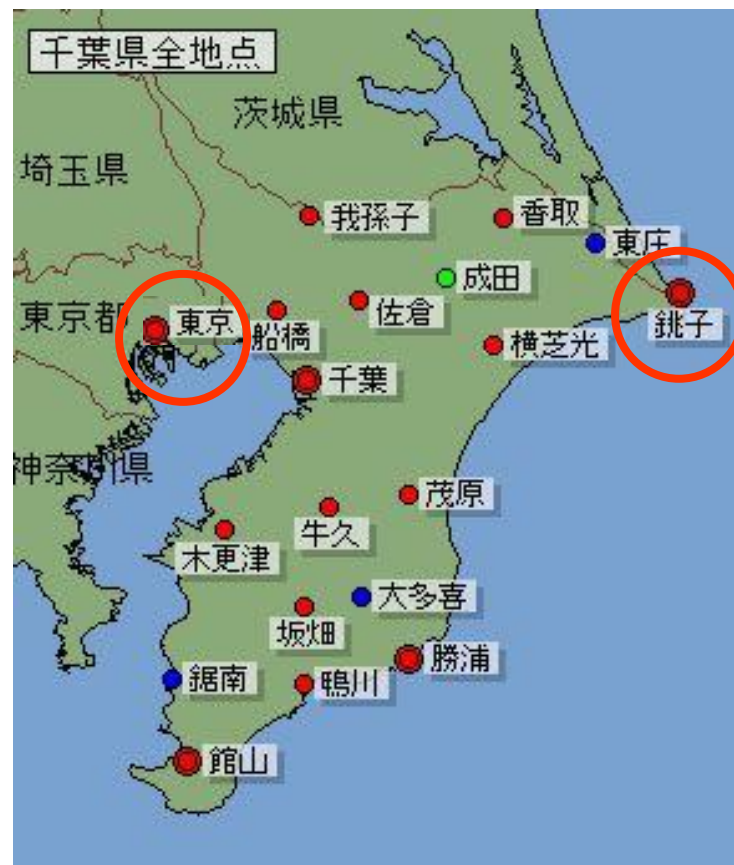 千葉県全地点
茨城県
埼玉県
我孫子
香取
東庄
成田
東京都
東京
船橋
佐倉
銚子
横芝光
千葉
神奈川県
茂原
牛久
木更津
大多喜
坂畑
勝浦
鋸南
鴨川
館山